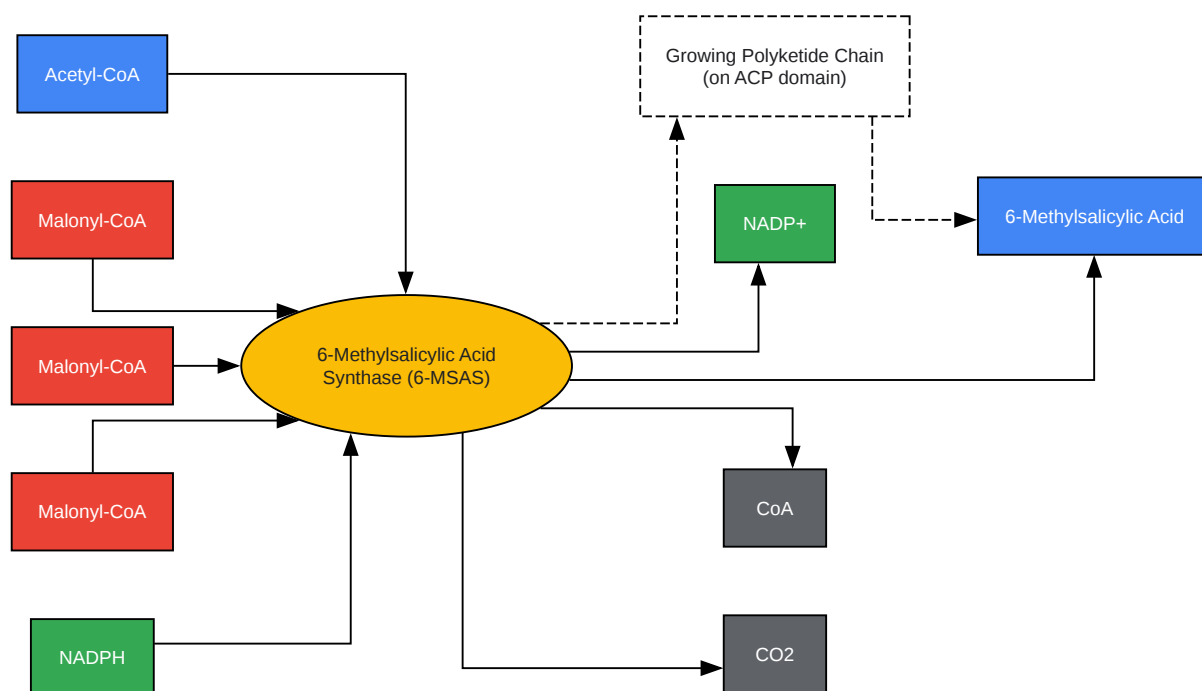 Acetyl-CoA
Growing Polyketide Chain
(on ACP domain)
Malonyl-CoA
NADP+
6-Methylsalicylic Acid
Malonyl-CoA
6-Methylsalicylic Acid
Synthase (6-MSAS)
Malonyl-CoA
CoA
NADPH
CO2